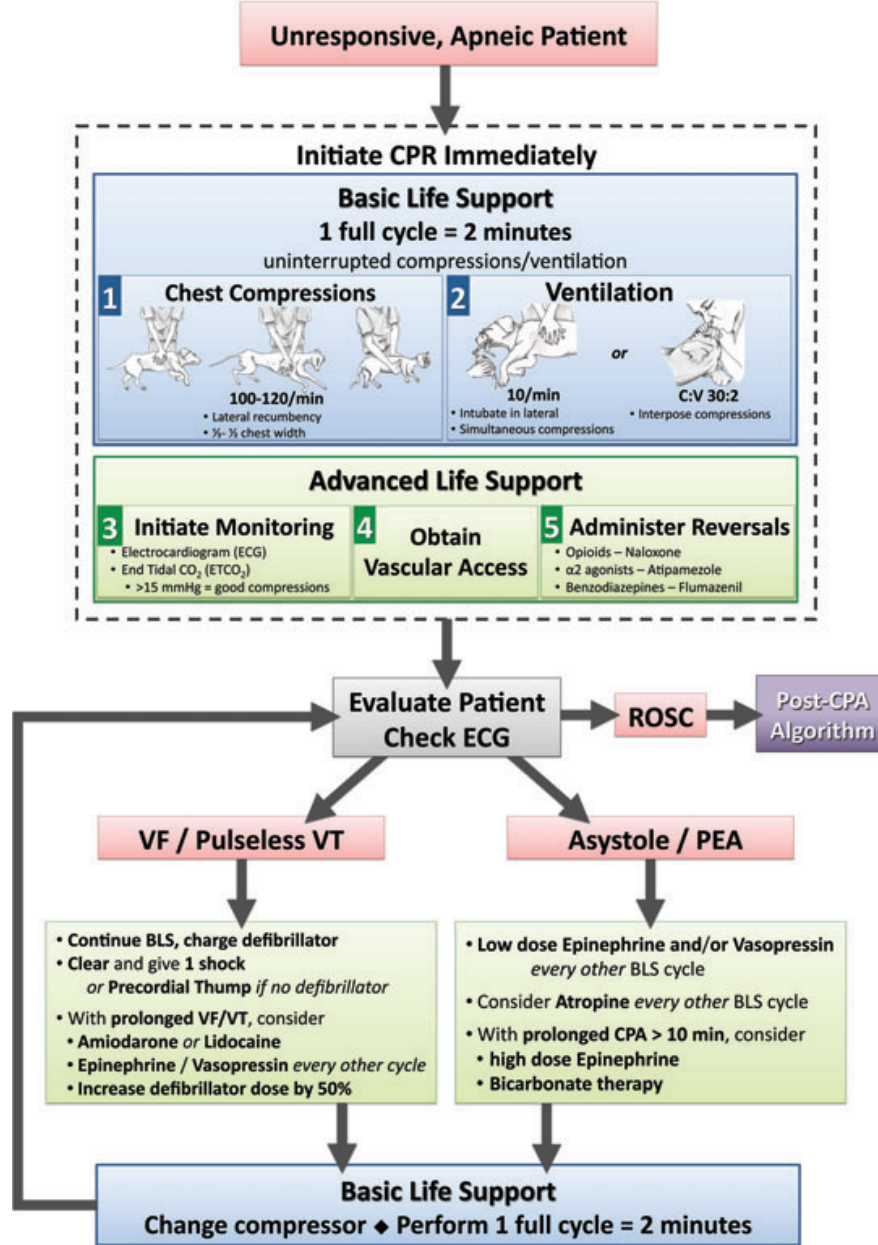 Unresponsive, Apneic Patient
Initiate CPR Immediately
Basic Life Support
1 full cycle = 2 minutes
uninterrupted compressions/ventilation
1 Chest Compressions
100-120/min
• Lateral recumbency
• ⅓- ½ chest width
2 Ventilation
or
10/min
• Intubate in lateral
• Simultaneous compressions
C:V 30:2
• Interpose compressions
Advanced Life Support
3 Initiate Monitoring
• Electrocardiogram (ECG)
• End Tidal CO₂ (ETCO₂)
• >15 mmHg = good compressions
4 Obtain
Vascular Access
5 Administer Reversals
• Opioids – Naloxone
• α2 agonists – Atipamezole
• Benzodiazepines – Flumazenil
Evaluate Patient
Check ECG
ROSC
Post-CPA
Algorithm
VF / Pulseless VT
• Continue BLS, charge defibrillator
• Clear and give 1 shock
or Precordial Thump if no defibrillator
• With prolonged VF/VT, consider
• Amiodarone or Lidocaine
• Epinephrine / Vasopressin every other cycle
• Increase defibrillator dose by 50%
Asystole / PEA
• Low dose Epinephrine and/or Vasopressin
every other BLS cycle
• Consider Atropine every other BLS cycle
• With prolonged CPA > 10 min, consider
• high dose Epinephrine
• Bicarbonate therapy
Basic Life Support
Change compressor ◆ Perform 1 full cycle = 2 minutes